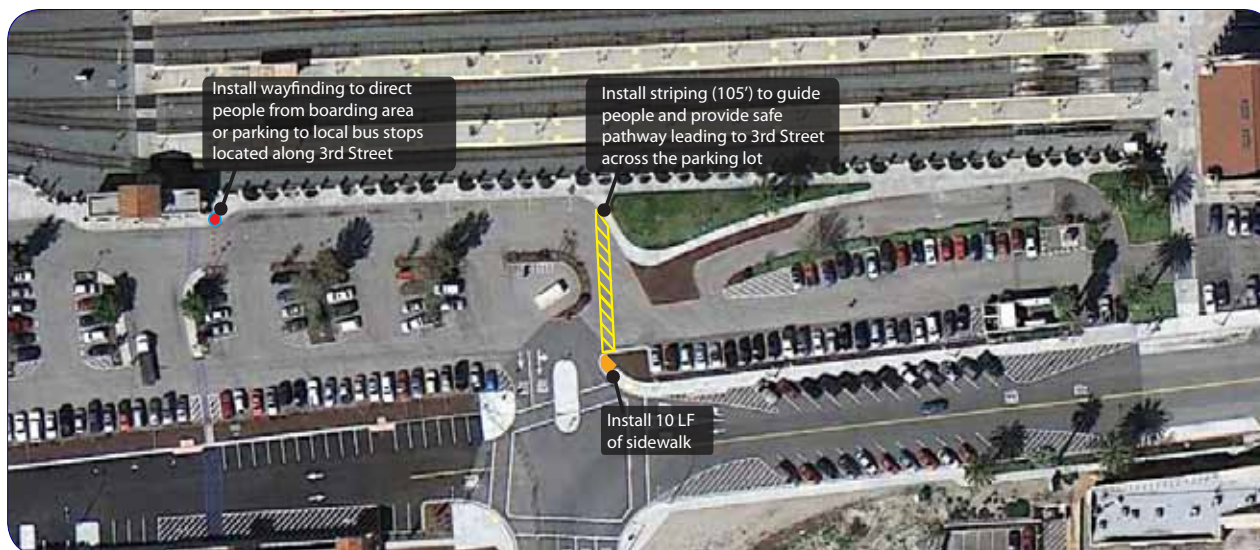 Install wayfinding to direct
people from boarding area
or parking to local bus stops
located along 3rd Street
Install striping (105’) to guide
people and provide safe
pathway leading to 3rd Street
across the parking lot
Install 10 LF
of sidewalk